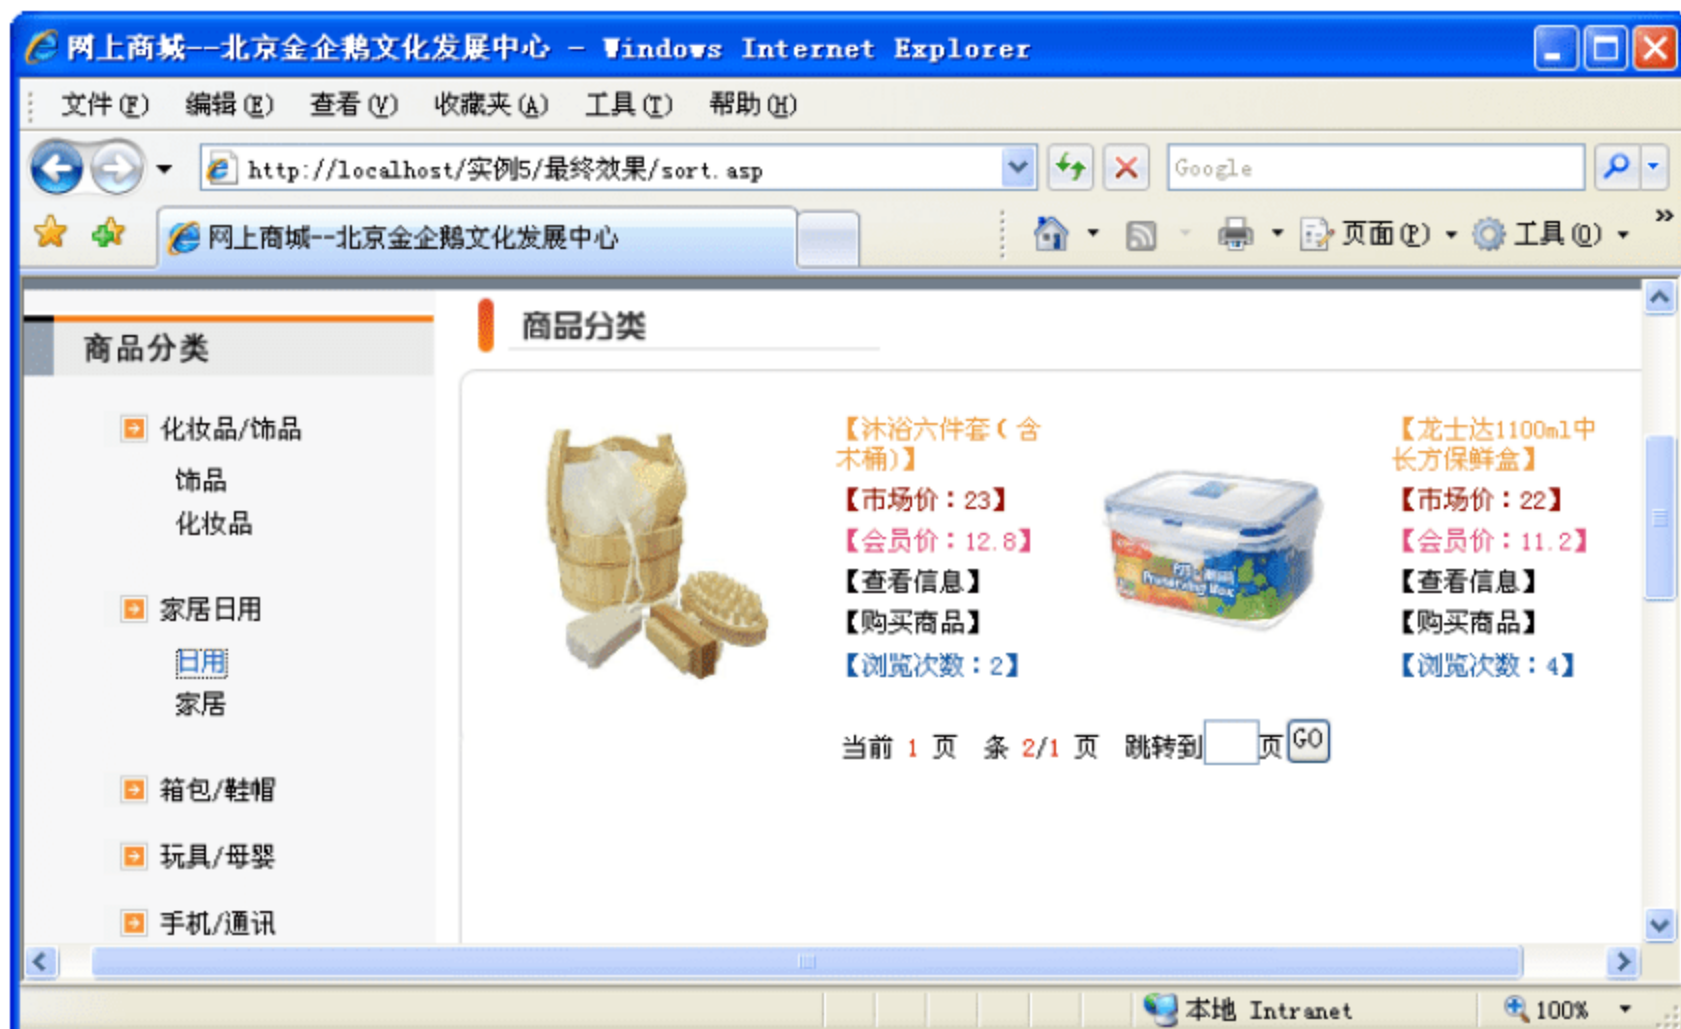 网上商城--北京金企鹅文化发展中心 - Windows Internet Explorer
文件(F) 编辑(E) 查看(V) 收藏夹(A) 工具(T) 帮助(H)
http://localhost/实例5/最终效果/sort.asp
Google
网上商城--北京金企鹅文化发展中心
页面(P) 工具(O)
商品分类
化妆品/饰品
饰品
化妆品
家居日用
日用
家居
箱包/鞋帽
玩具/母婴
手机/通讯
商品分类
【沐浴六件套(含
木桶)】
【市场价:23】
【会员价:12.8】
【查看信息】
【购买商品】
【浏览次数:2】
【龙士达1100ml中
长方保鲜盒】
【市场价:22】
【会员价:11.2】
【查看信息】
【购买商品】
【浏览次数:4】
当前 1 页 条 2/1 页 跳转到 页 GO
本地 Intranet
100%